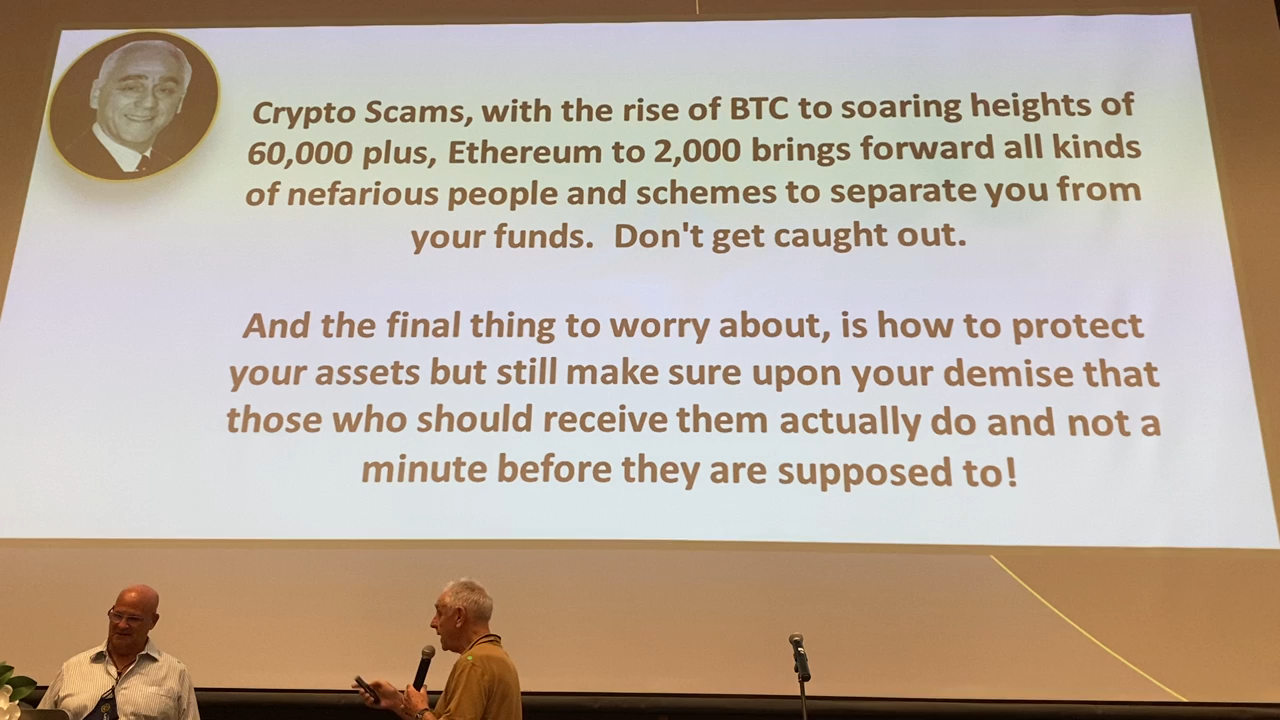 Crypto Scams, with the rise of BTC to soaring heights of
60,000 plus, Ethereum to 2,000 brings forward all kinds
of nefarious people and schemes to separate you from
your funds.  Don't get caught out.
And the final thing to worry about, is how to protect
your assets but still make sure upon your demise that
those who should receive them actually do and not a
minute before they are supposed to!